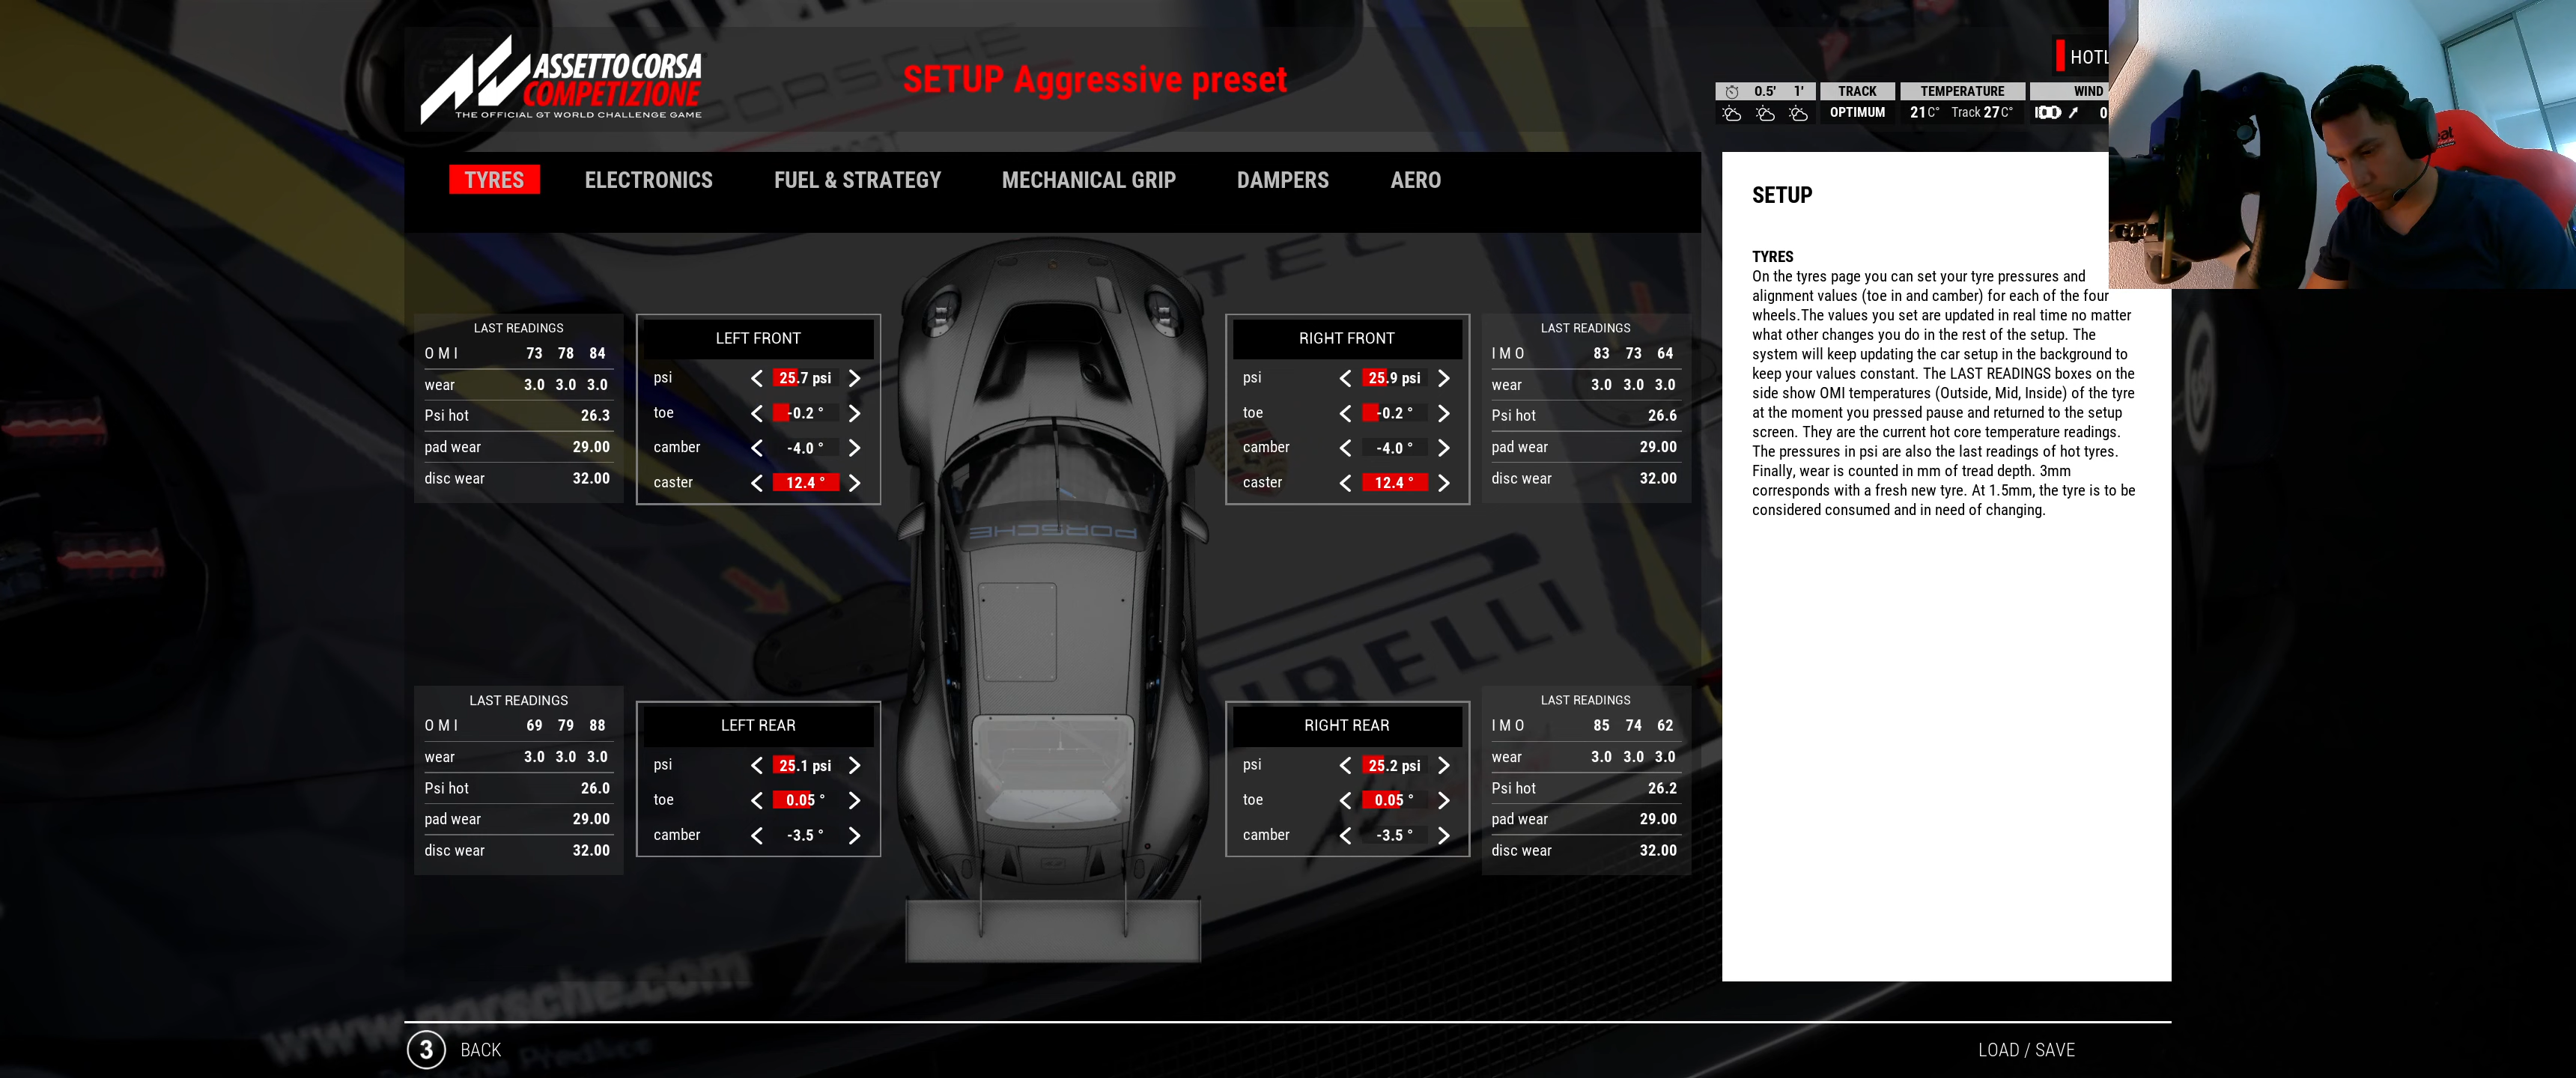 ASSETTO CORSA
COMPETIZIONE
THE OFFICIAL GT WORLD CHALLENGE GAME
SETUP Aggressive preset
HOTL
0.5' 1' TRACK TEMPERATURE WIND
OPTIMUM 21 C° Track 27 C° 0
TYRES ELECTRONICS FUEL & STRATEGY MECHANICAL GRIP DAMPERS AERO
LAST READINGS
O M I 73 78 84
wear 3.0 3.0 3.0
Psi hot 26.3
pad wear 29.00
disc wear 32.00
LEFT FRONT
psi 25.7 psi
toe -0.2 °
camber -4.0 °
caster 12.4 °
RIGHT FRONT
psi 25.9 psi
toe -0.2 °
camber -4.0 °
caster 12.4 °
LAST READINGS
I M O 83 73 64
wear 3.0 3.0 3.0
Psi hot 26.6
pad wear 29.00
disc wear 32.00
PORSCHE
LAST READINGS
O M I 69 79 88
wear 3.0 3.0 3.0
Psi hot 26.0
pad wear 29.00
disc wear 32.00
LEFT REAR
psi 25.1 psi
toe 0.05 °
camber -3.5 °
RIGHT REAR
psi 25.2 psi
toe 0.05 °
camber -3.5 °
LAST READINGS
I M O 85 74 62
wear 3.0 3.0 3.0
Psi hot 26.2
pad wear 29.00
disc wear 32.00
SETUP
TYRES
On the tyres page you can set your tyre pressures and
alignment values (toe in and camber) for each of the four
wheels.The values you set are updated in real time no matter
what other changes you do in the rest of the setup. The
system will keep updating the car setup in the background to
keep your values constant. The LAST READINGS boxes on the
side show OMI temperatures (Outside, Mid, Inside) of the tyre
at the moment you pressed pause and returned to the setup
screen. They are the current hot core temperature readings.
The pressures in psi are also the last readings of hot tyres.
Finally, wear is counted in mm of tread depth. 3mm
corresponds with a fresh new tyre. At 1.5mm, the tyre is to be
considered consumed and in need of changing.
PORSCHE
TEC
IRELLI
www.porsche.com
3 BACK
LOAD / SAVE